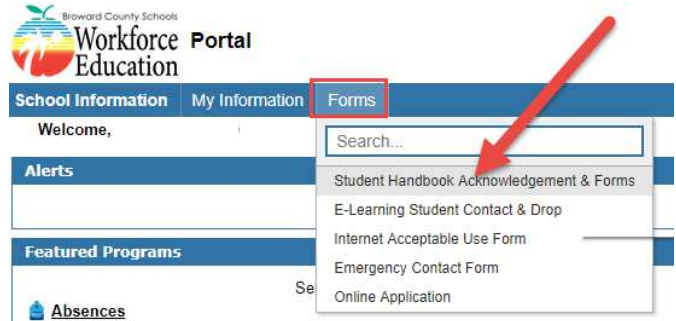 Broward County Schools
Workforce Portal
Education
School Information My Information Forms
Welcome,
Search...
Alerts
Student Handbook Acknowledgement & Forms
E-Learning Student Contact & Drop
Internet Acceptable Use Form
Featured Programs
Emergency Contact Form
Se
Online Application
Absences